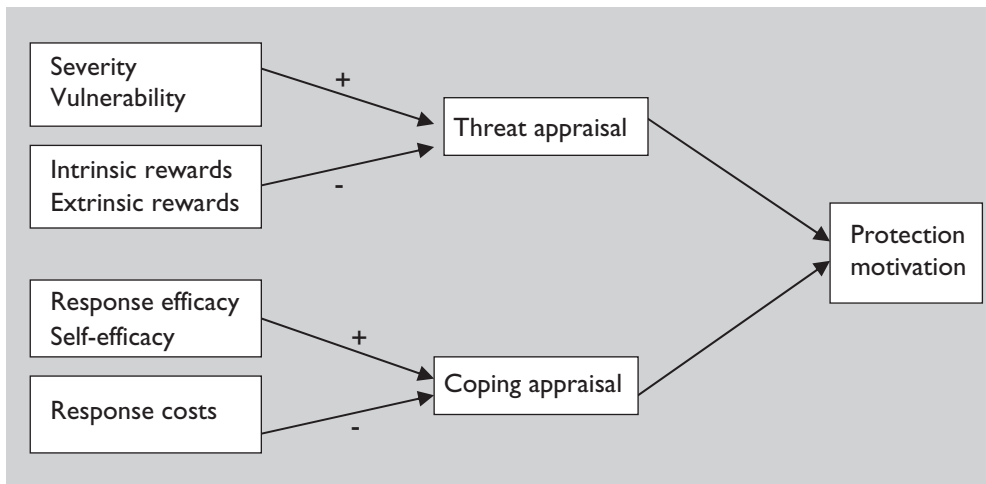 Severity
Vulnerability
+
Threat appraisal
Intrinsic rewards
Extrinsic rewards
-
Protection
motivation
Response efficacy
Self-efficacy
+
Coping appraisal
Response costs
-